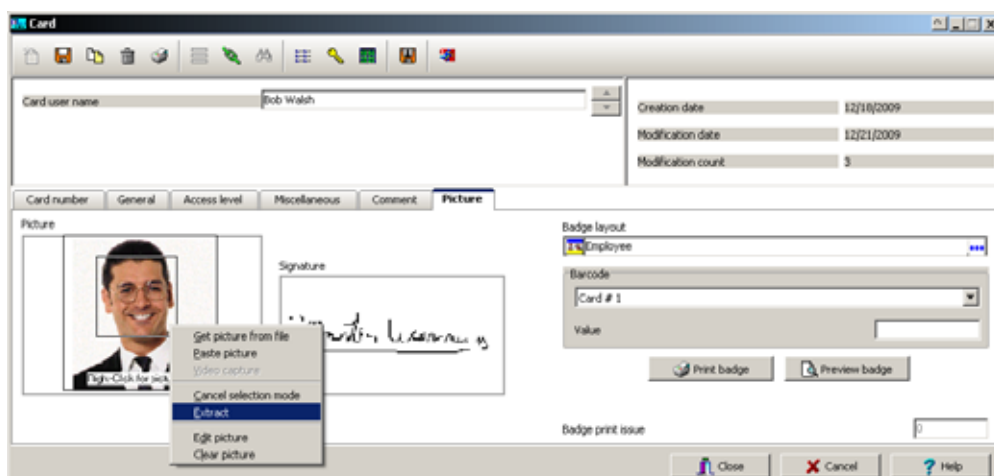 Card
Card user name
Bob Walsh
Creation date
12/18/2009
Modification date
12/21/2009
Modification count
3
Card number
General
Access level
Miscellaneous
Comment
Picture
Picture
Signature
Right-Click for
Get picture from file
Paste picture
Video capture
Cancel selection mode
Extract
Edit picture
Clear picture
Badge layout
Employee
Barcode
Card # 1
Value
Print badge
Preview badge
Badge print issue
0
Close
Cancel
Help